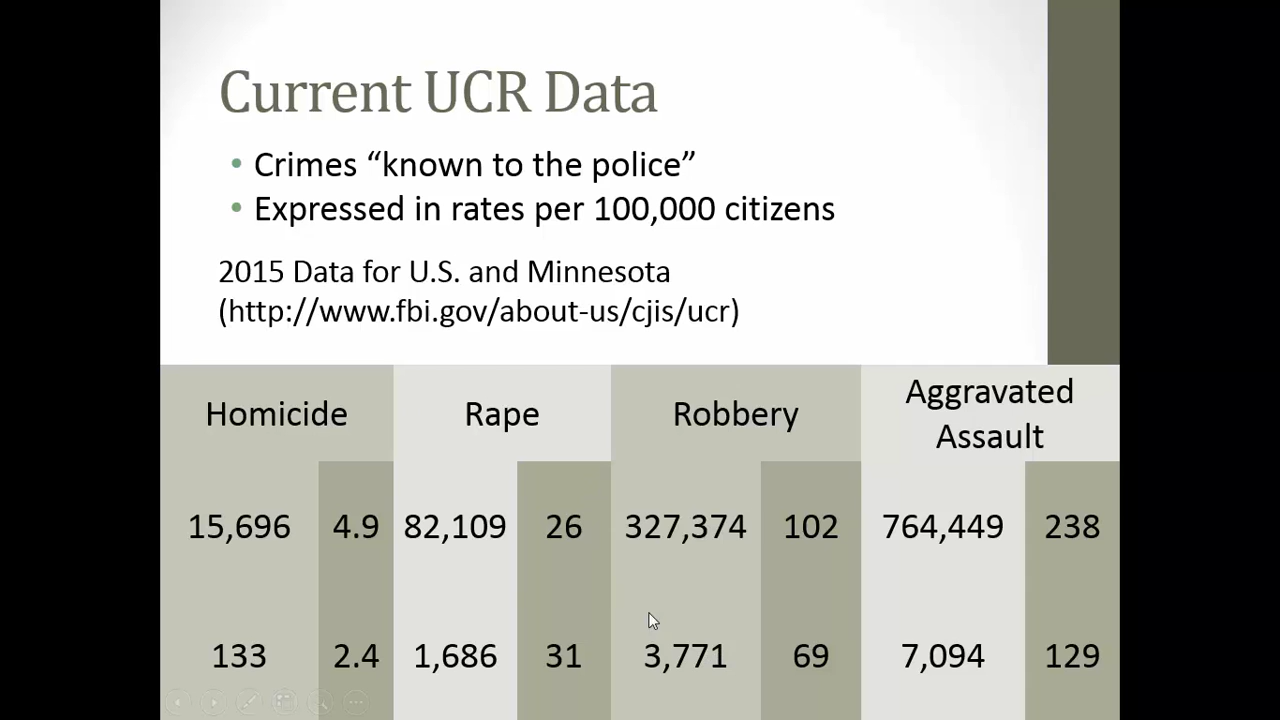 Current UCR Data
• Crimes “known to the police”
• Expressed in rates per 100,000 citizens
2015 Data for U.S. and Minnesota
(http://www.fbi.gov/about-us/cjis/ucr)
Homicide Rape Robbery Aggravated Assault
15,696 4.9 82,109 26 327,374 102 764,449 238
133 2.4 1,686 31 3,771 69 7,094 129